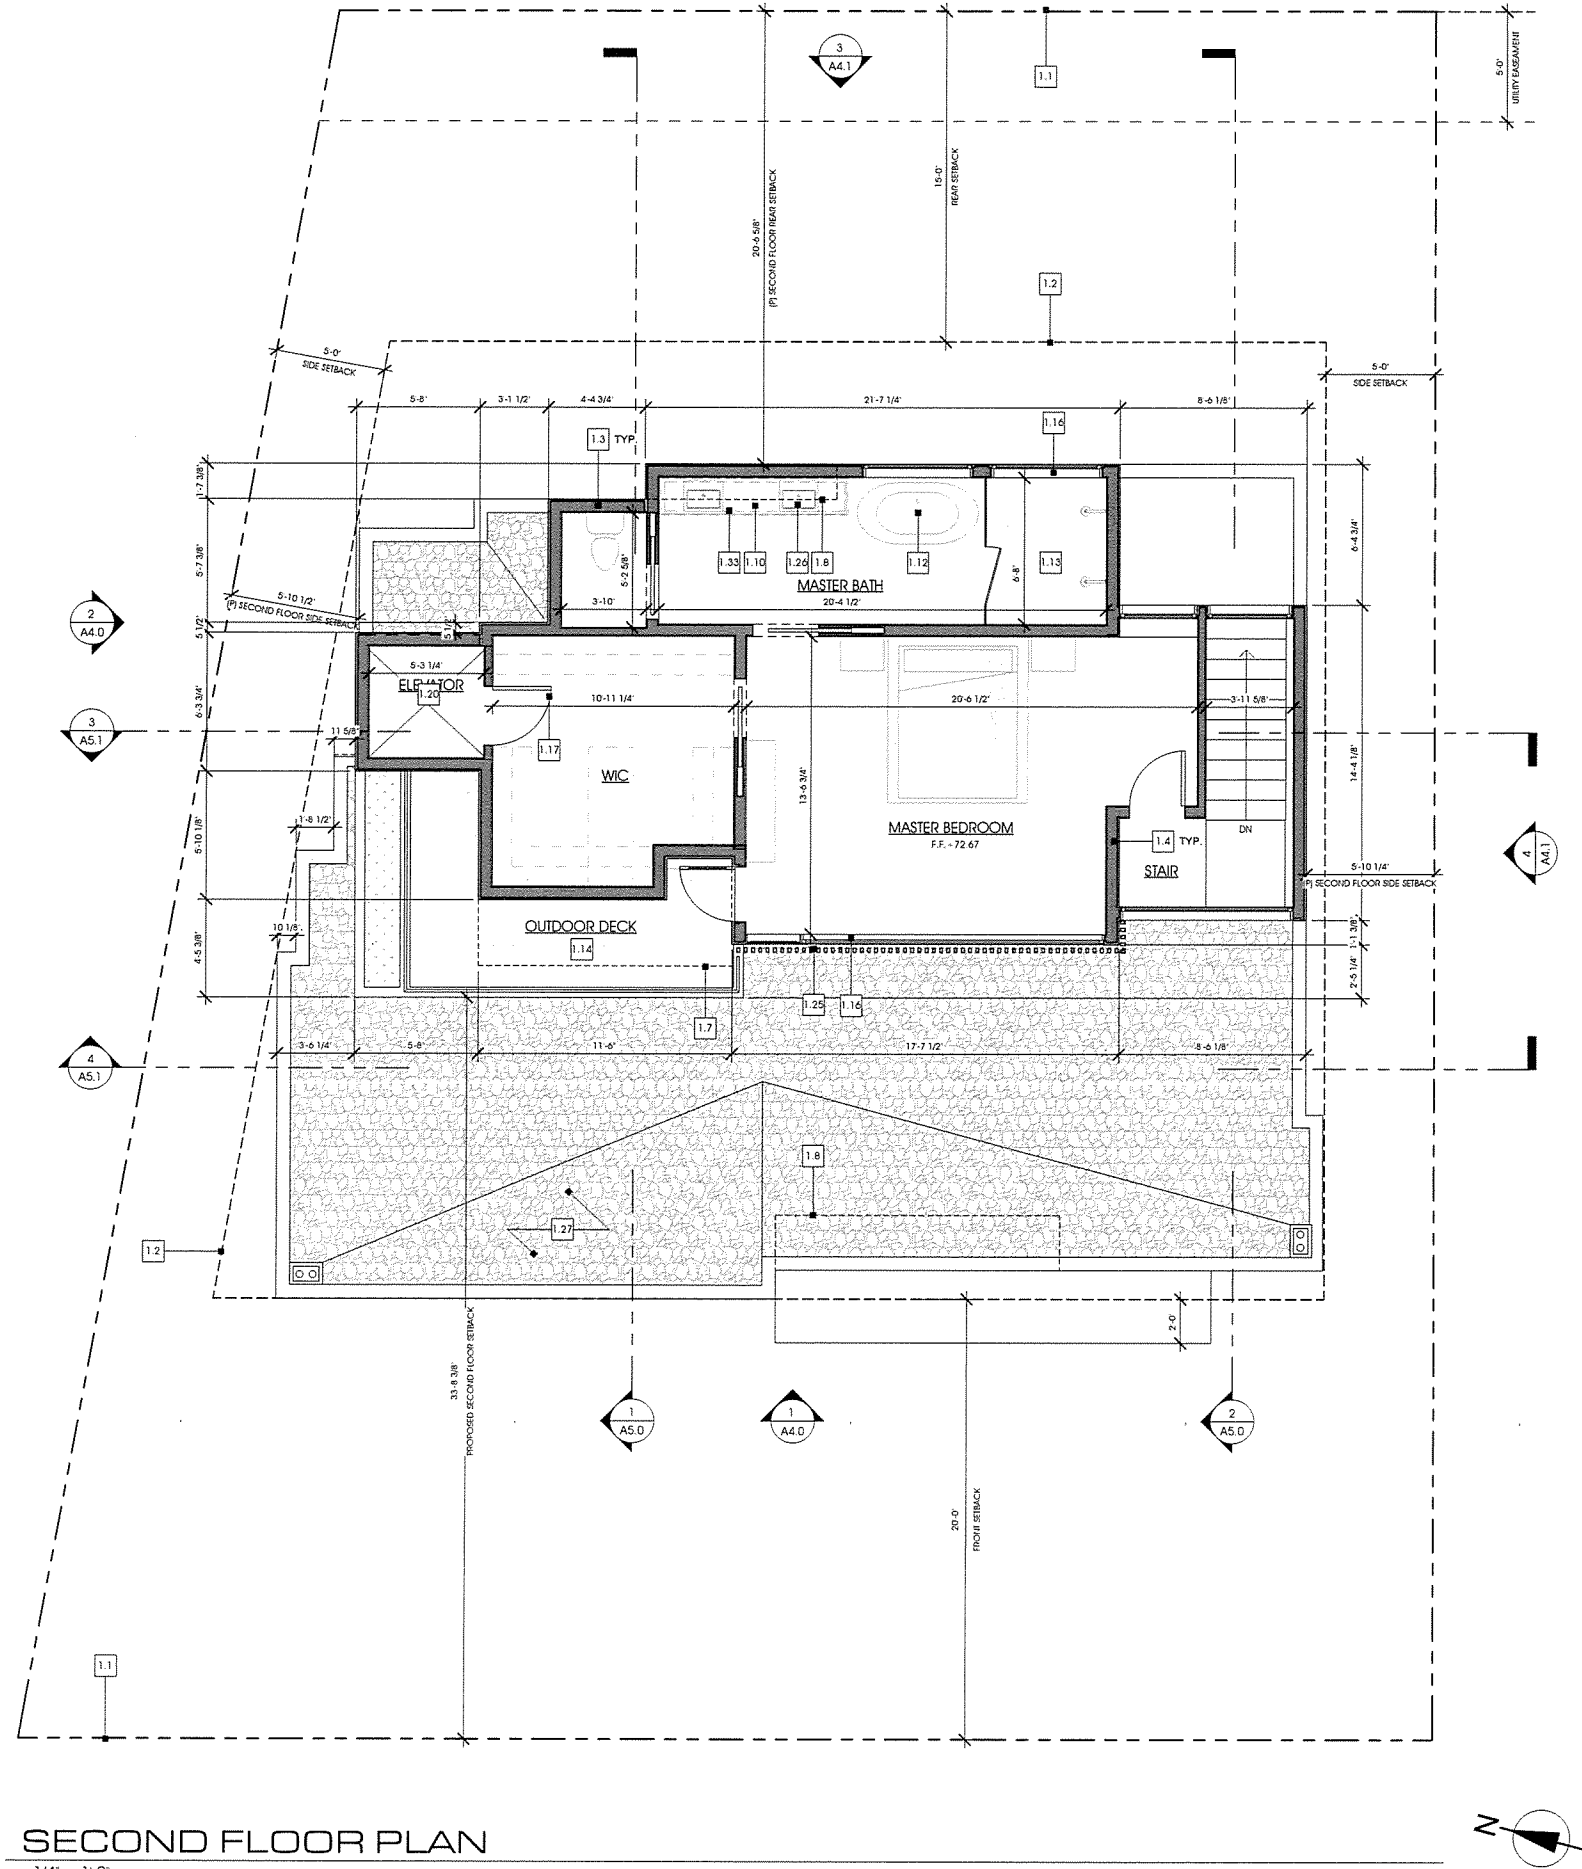 3
A4.1
1.1
5'-0"
UTILITY EASEAMENT
15'-0"
REAR SETBACK
20'-6 5/8"
(P) SECOND FLOOR REAR SETBACK
1.2
5'-0"
SIDE SETBACK
5'-0"
SIDE SETBACK
5'-8"
3'-1 1/2"
4'-4 3/4"
21'-7 1/4"
8'-6 1/8"
1.3 TYP.
1.16
1'-7 3/8"
5'-7 3/8"
5 1/2"
6'-3 3/4"
5'-10 1/8"
4'-5 3/8"
6'-4 3/4"
14'-4 1/8"
1'-1 3/8"
2'-5 1/4"
5'-2 5/8"
1.33
1.10
1.26
1.8
1.12
1.13
6'-8"
MASTER BATH
3'-10"
20'-4 1/2"
5'-10 1/2"
(P) SECOND FLOOR SIDE SETBACK
5 1/2"
2
A4.0
5'-3 1/4"
ELEVATOR
1.20
10'-11 1/4"
20'-6 1/2"
3'-11 5/8"
3
A5.1
11 5/8"
1.17
WIC
13'-6 3/4"
1'-8 1/2"
MASTER BEDROOM
F.F. +72.67
DN
1.4 TYP.
STAIR
4
A4.1
5'-10 1/4"
(P) SECOND FLOOR SIDE SETBACK
10 1/8"
OUTDOOR DECK
1.14
1.7
1.25
1.16
3'-6 1/4"
5'-8"
11'-6"
17'-7 1/2"
8'-6 1/8"
4
A5.1
1.8
1.27
1.2
2'-0"
33'-8 3/8"
PROPOSED SECOND FLOOR SETBACK
1
A5.0
1
A4.0
2
A5.0
20'-0"
FRONT SETBACK
1.1
SECOND FLOOR PLAN
N